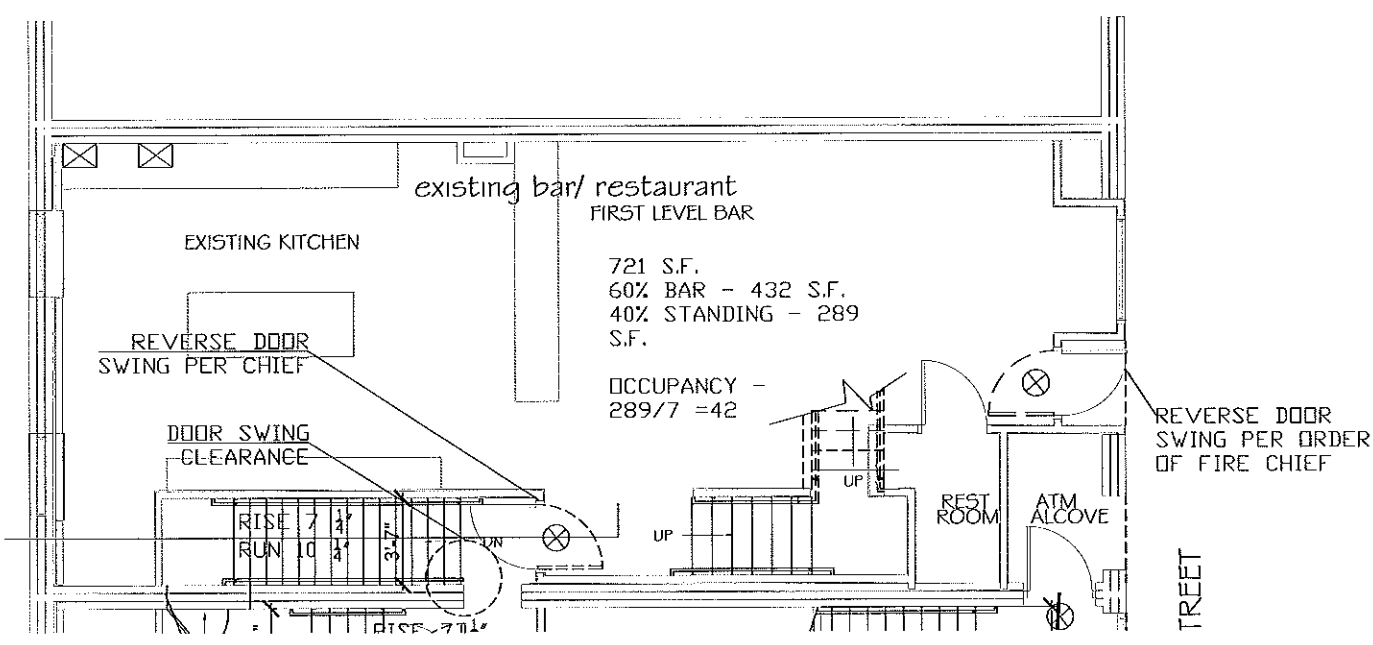 existing bar/ restaurant
FIRST LEVEL BAR
EXISTING KITCHEN
721 S.F.
60% BAR - 432 S.F.
40% STANDING - 289
S.F.
OCCUPANCY -
289/7 =42
REVERSE DOOR
SWING PER CHIEF
DOOR SWING
CLEARANCE
REVERSE DOOR
SWING PER ORDER
OF FIRE CHIEF
UP
REST
ROOM
ATM
ALCOVE
RISE 7 1/4"
RUN 10 1/4"
3'-7"
DN
UP
TREET